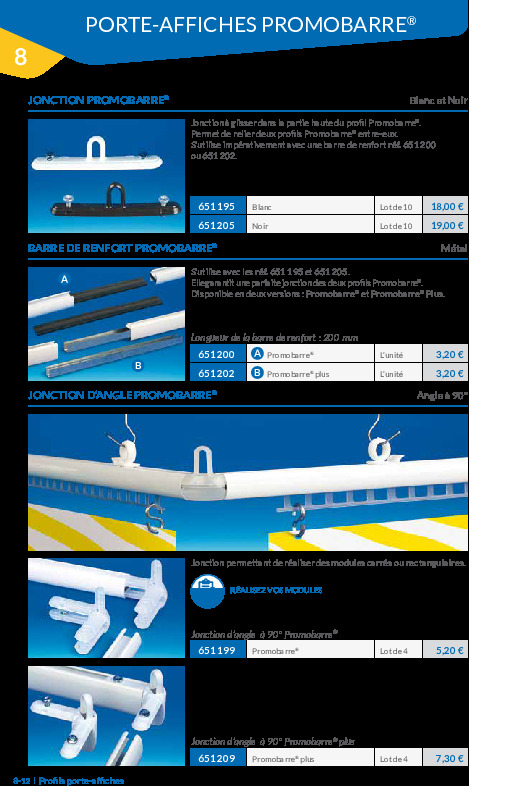 PORTE-AFFICHES PROMOBARRE®
8
JONCTION PROMOBARRE® Blanc et Noir
Jonction à glisser dans la partie haute du profil Promobarre®.
Permet de relier deux profils Promobarre® entre-eux.
S'utilise impérativement avec une barre de renfort réf. 651200
ou 651202.
651195 Blanc Lot de 10 18,00 €
651205 Noir Lot de 10 19,00 €
BARRE DE RENFORT PROMOBARRE® Métal
A
B
S'utilise avec les réf. 651195 et 651205.
Elle garantit une parfaite jonction des deux profils Promobarre®.
Disponible en deux versions : Promobarre® et Promobarre® Plus.
Longueur de la barre de renfort : 200 mm
651200 A Promobarre® L'unité 3,20 €
651202 B Promobarre® plus L'unité 3,20 €
JONCTION D'ANGLE PROMOBARRE® Angle à 90°
Jonction permettant de réaliser des modules carrés ou rectangulaires.
RÉALISEZ VOS MODULES
Jonction d'angle à 90° Promobarre®
651199 Promobarre® Lot de 4 5,20 €
Jonction d'angle à 90° Promobarre® plus
651209 Promobarre® plus Lot de 4 7,30 €
8-12 | Profils porte-affiches